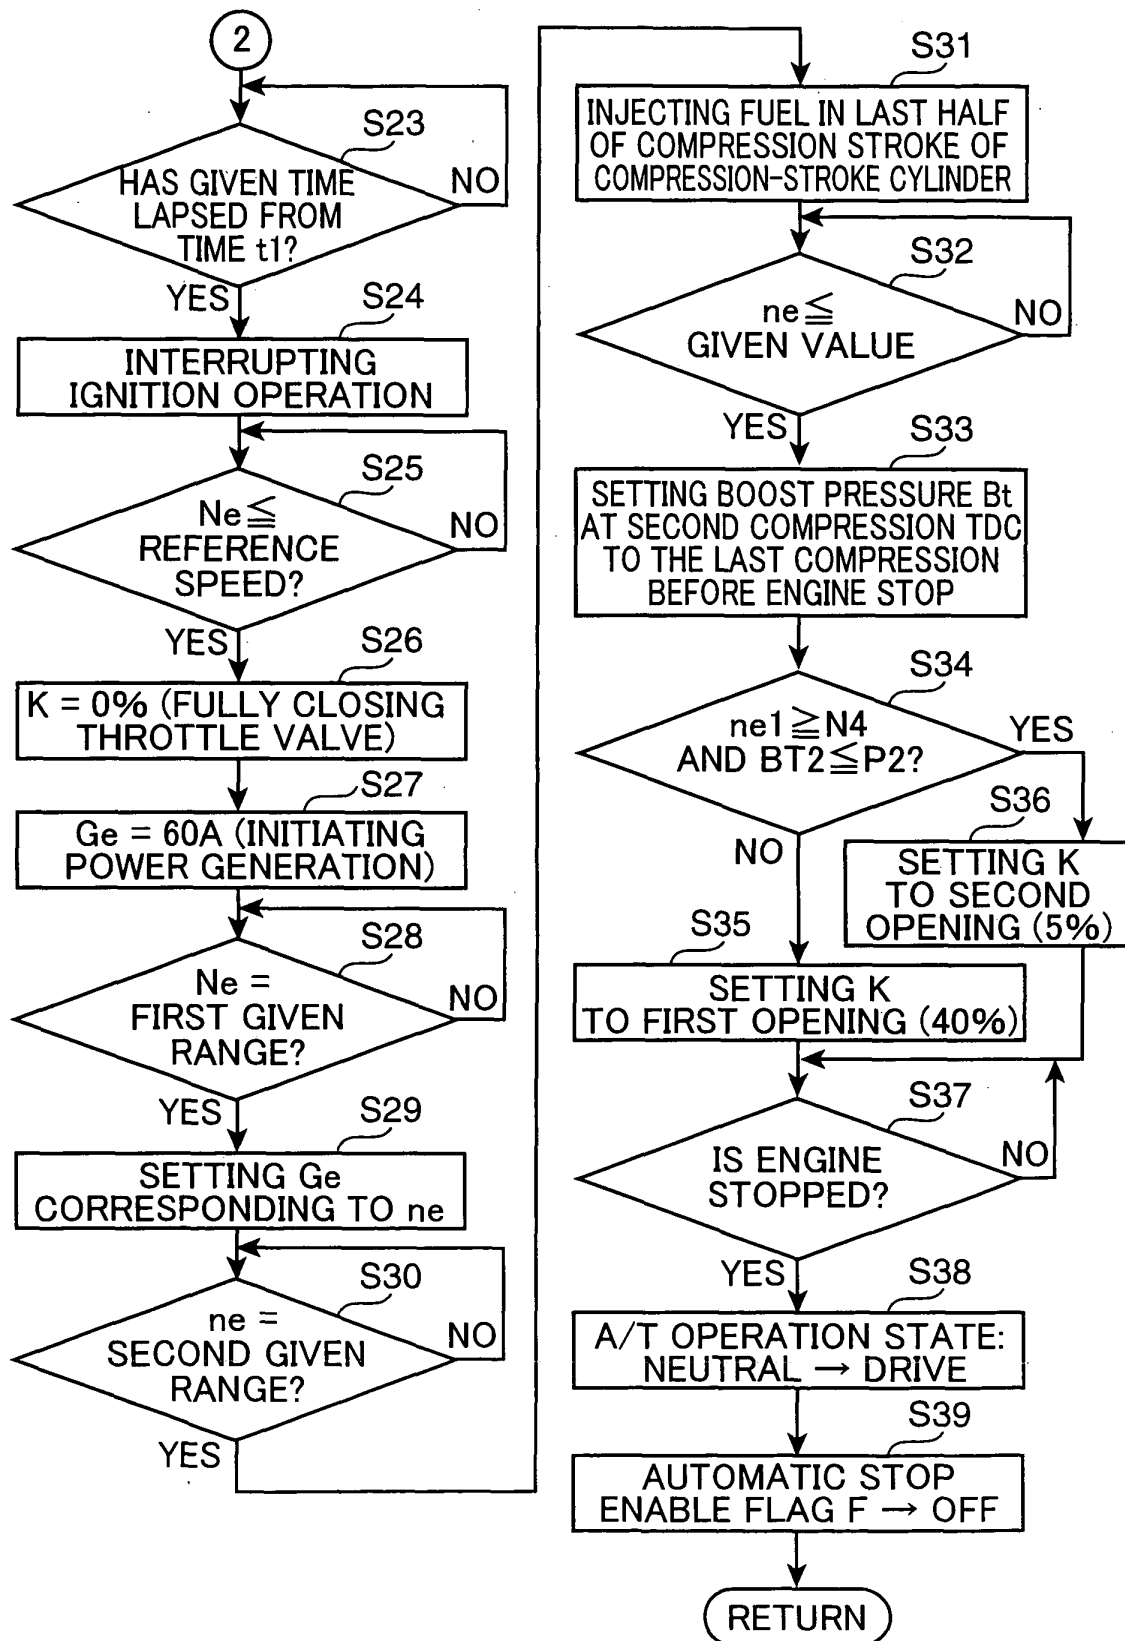 2
S23
HAS GIVEN TIME
LAPSED FROM
TIME t1?
NO
YES
S24
INTERRUPTING
IGNITION OPERATION
S25
Ne≦
REFERENCE
SPEED?
NO
YES
S26
K = 0% (FULLY CLOSING
THROTTLE VALVE)
S27
Ge = 60A (INITIATING
POWER GENERATION)
S28
Ne =
FIRST GIVEN
RANGE?
NO
YES
S29
SETTING Ge
CORRESPONDING TO ne
S30
ne =
SECOND GIVEN
RANGE?
NO
YES
S31
INJECTING FUEL IN LAST HALF
OF COMPRESSION STROKE OF
COMPRESSION-STROKE CYLINDER
S32
ne≦
GIVEN VALUE
NO
YES
S33
SETTING BOOST PRESSURE Bt
AT SECOND COMPRESSION TDC
TO THE LAST COMPRESSION
BEFORE ENGINE STOP
S34
ne1≧N4
AND BT2≦P2?
YES
NO
S36
SETTING K
TO SECOND
OPENING (5%)
S35
SETTING K
TO FIRST OPENING (40%)
S37
IS ENGINE
STOPPED?
NO
YES
S38
A/T OPERATION STATE:
NEUTRAL → DRIVE
S39
AUTOMATIC STOP
ENABLE FLAG F → OFF
RETURN